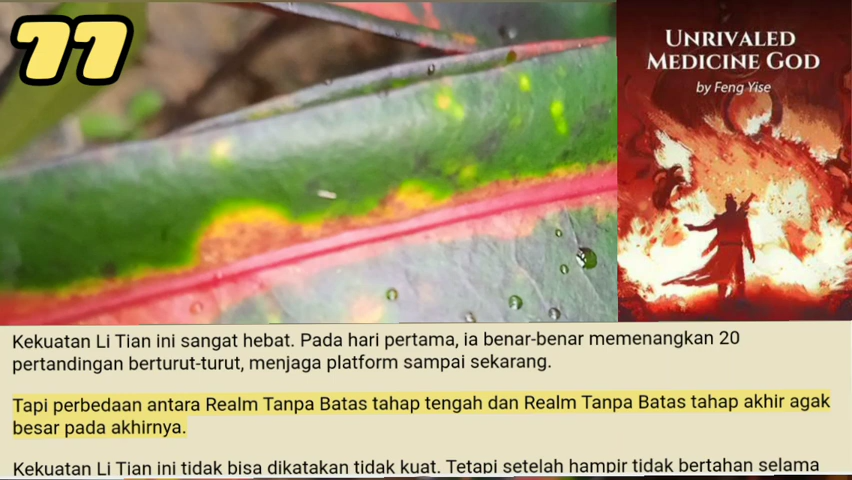 77
UNRIVALED
MEDICINE GOD
by Feng Yise
Kekuatan Li Tian ini sangat hebat. Pada hari pertama, ia benar-benar memenangkan 20
pertandingan berturut-turut, menjaga platform sampai sekarang.
Tapi perbedaan antara Realm Tanpa Batas tahap tengah dan Realm Tanpa Batas tahap akhir agak
besar pada akhirnya.
Kekuatan Li Tian ini tidak bisa dikatakan tidak kuat. Tetapi setelah hampir tidak bertahan selama